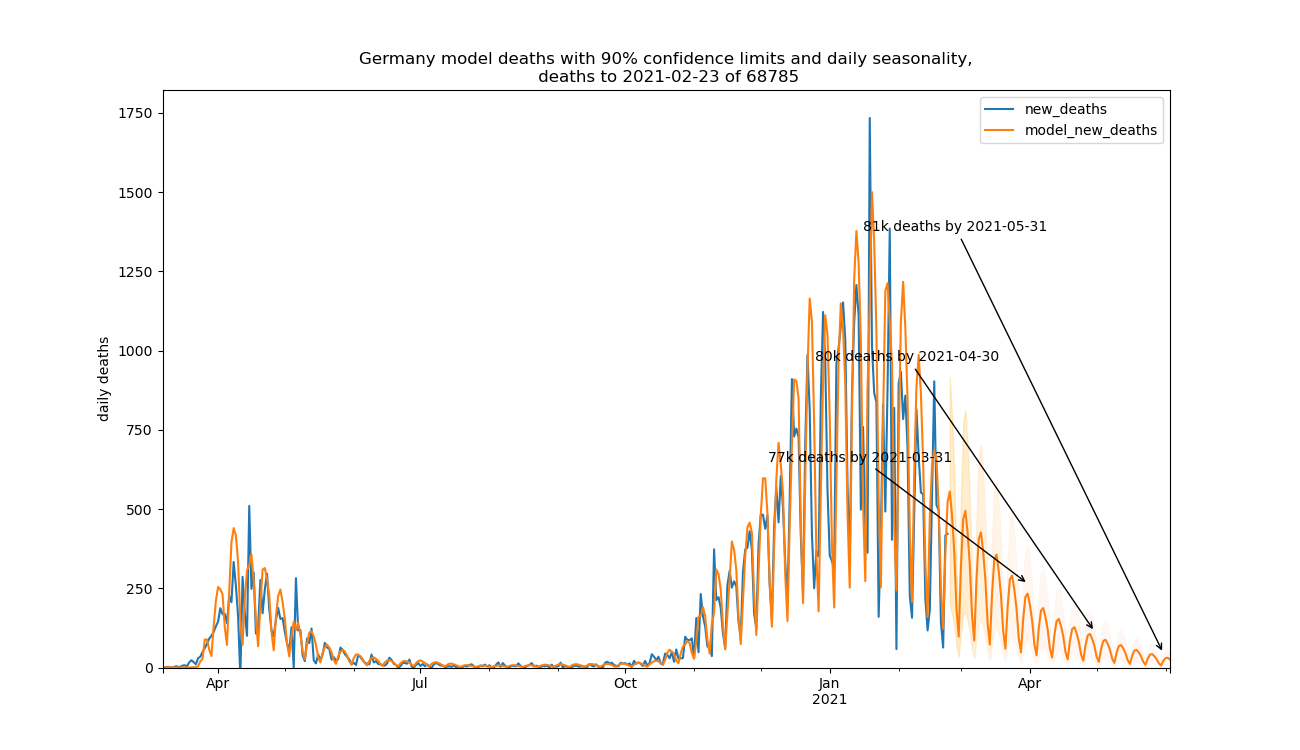 Germany model deaths with 90% confidence limits and daily seasonality,
deaths to 2021-02-23 of 68785
new_deaths
model_new_deaths
daily deaths
1750
1500
1250
1000
750
500
250
0
81k deaths by 2021-05-31
80k deaths by 2021-04-30
77k deaths by 2021-03-31
Apr
Jul
Oct
Jan
2021
Apr